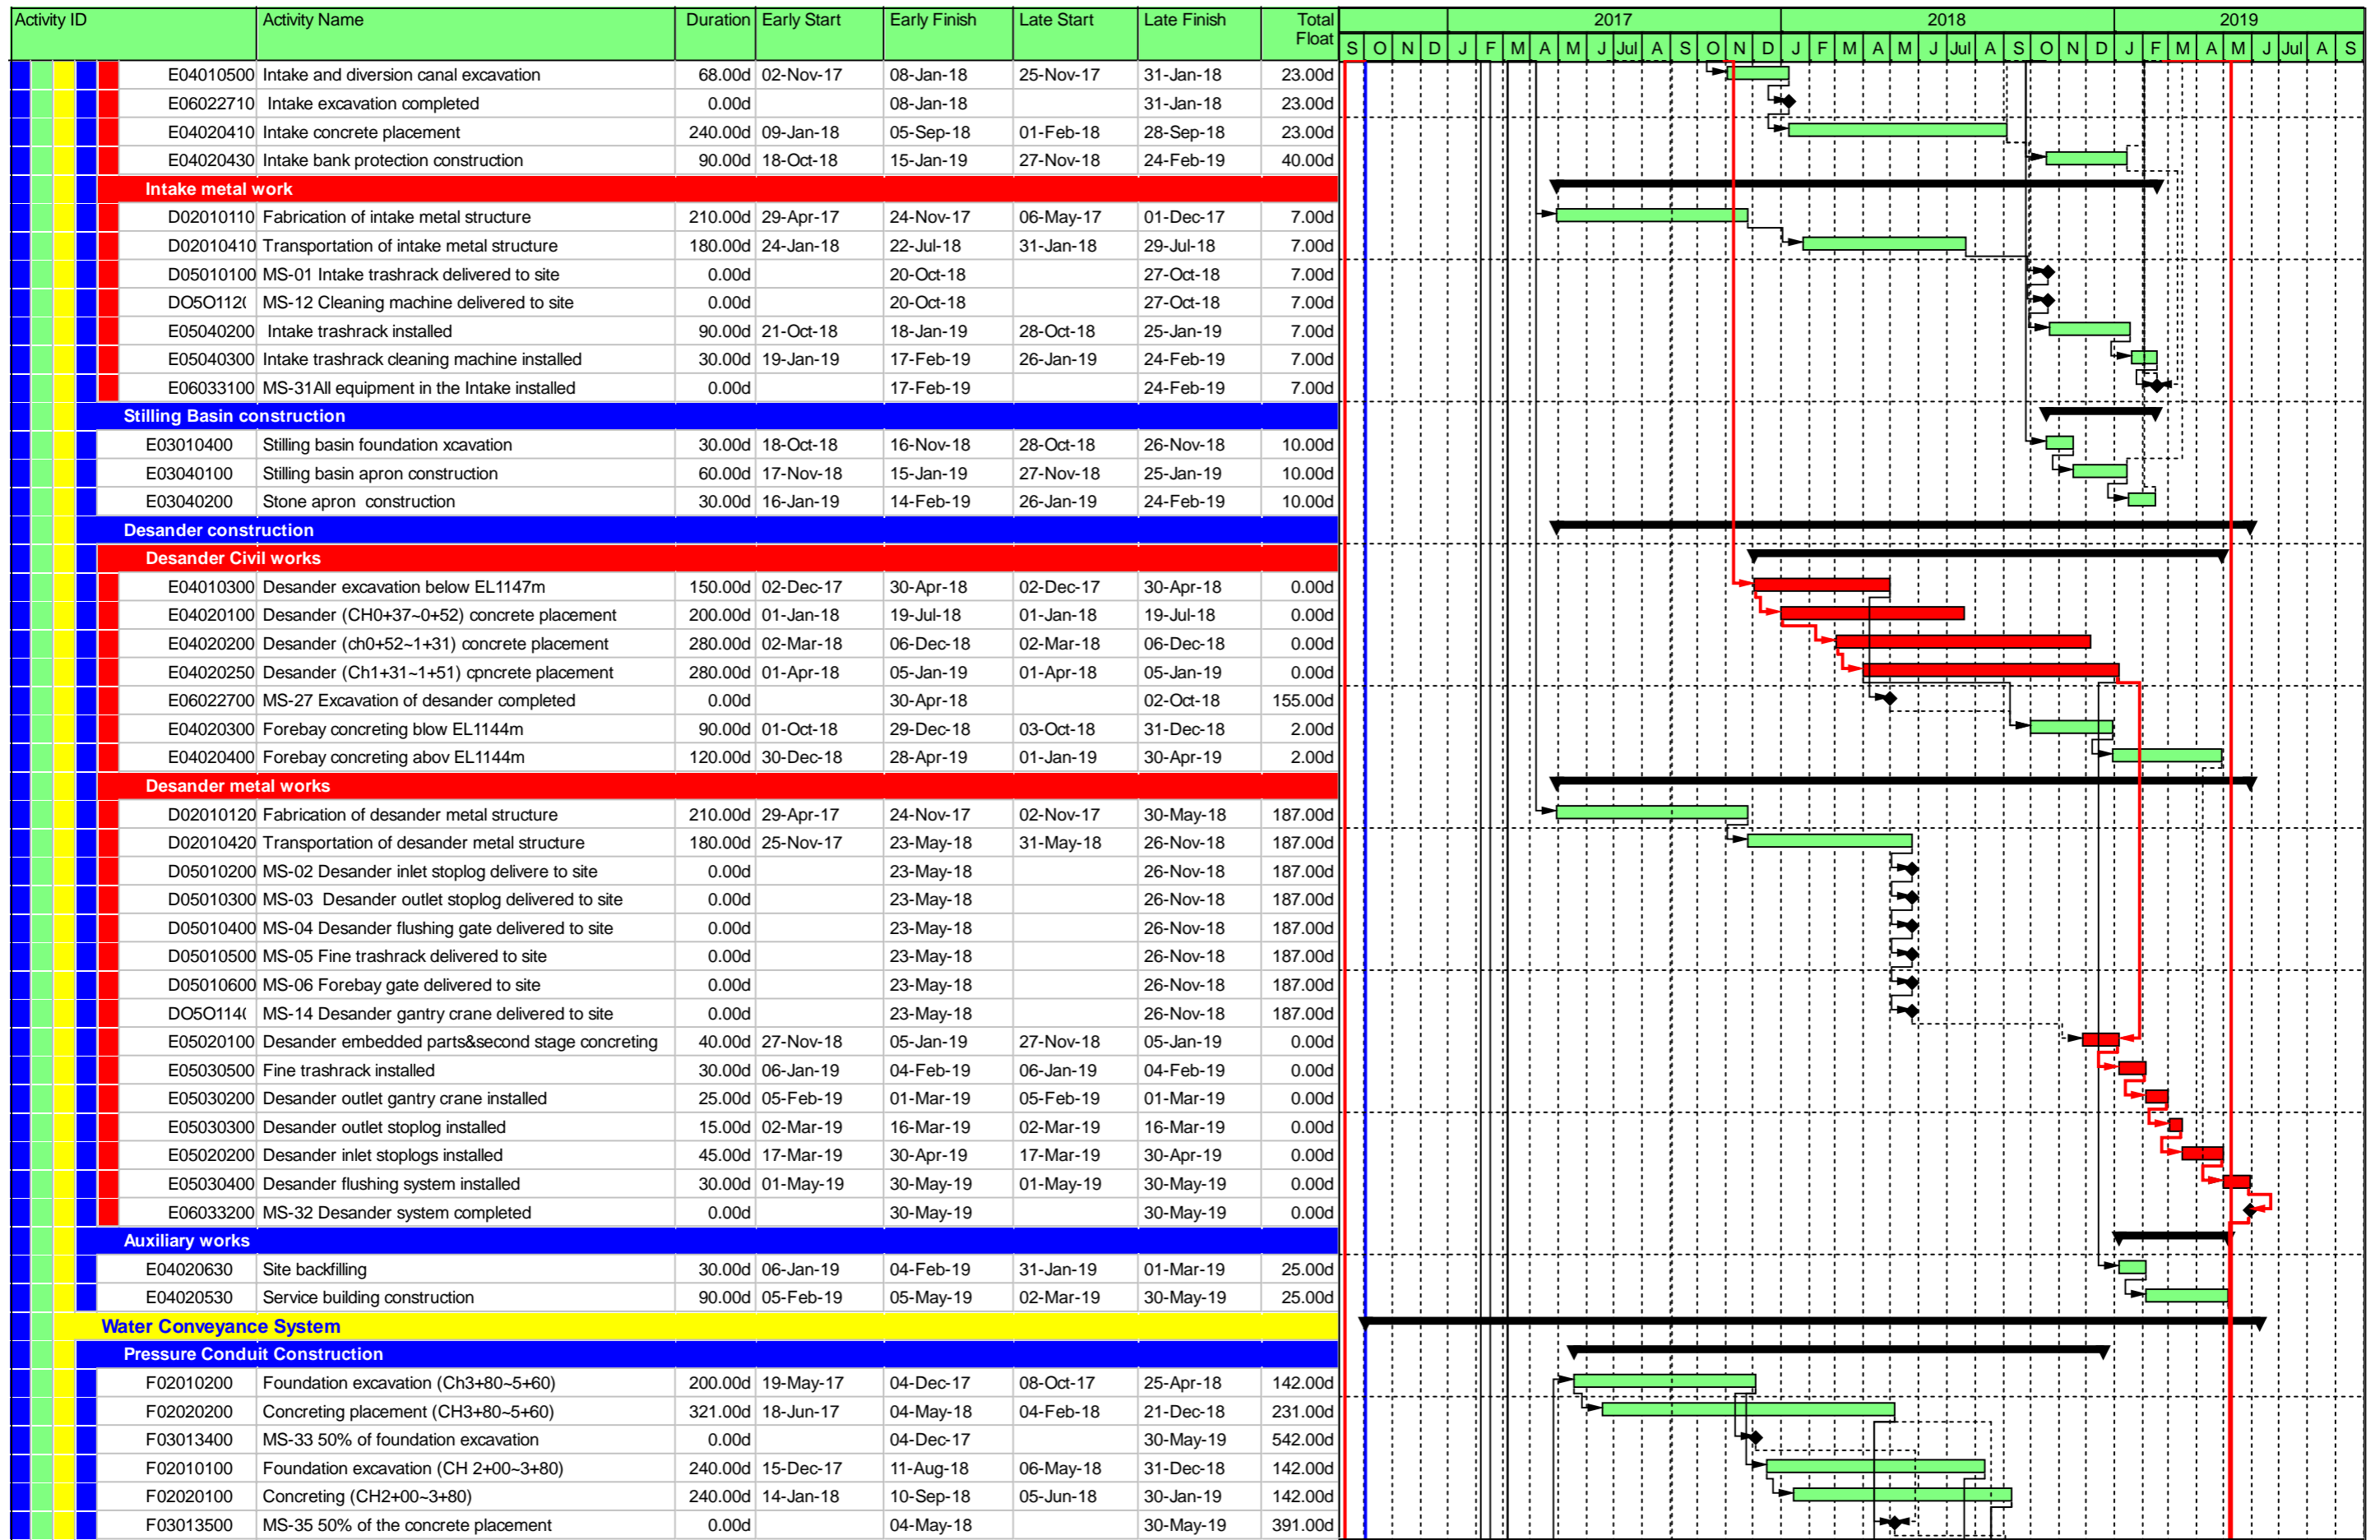 Activity ID Activity Name Duration Early Start Early Finish Late Start Late Finish Total Float 2017 2018 2019
S O N D J F M A M J Jul A S O N D J F M A M J Jul A S O N D J F M A M J Jul A S
E04010500 Intake and diversion canal excavation 68.00d 02-Nov-17 08-Jan-18 25-Nov-17 31-Jan-18 23.00d
E06022710 Intake excavation completed 0.00d 08-Jan-18 31-Jan-18 23.00d
E04020410 Intake concrete placement 240.00d 09-Jan-18 05-Sep-18 01-Feb-18 28-Sep-18 23.00d
E04020430 Intake bank protection construction 90.00d 18-Oct-18 15-Jan-19 27-Nov-18 24-Feb-19 40.00d
Intake metal work
D02010110 Fabrication of intake metal structure 210.00d 29-Apr-17 24-Nov-17 06-May-17 01-Dec-17 7.00d
D02010410 Transportation of intake metal structure 180.00d 24-Jan-18 22-Jul-18 31-Jan-18 29-Jul-18 7.00d
D05010100 MS-01 Intake trashrack delivered to site 0.00d 20-Oct-18 27-Oct-18 7.00d
DO5O112( MS-12 Cleaning machine delivered to site 0.00d 20-Oct-18 27-Oct-18 7.00d
E05040200 Intake trashrack installed 90.00d 21-Oct-18 18-Jan-19 28-Oct-18 25-Jan-19 7.00d
E05040300 Intake trashrack cleaning machine installed 30.00d 19-Jan-19 17-Feb-19 26-Jan-19 24-Feb-19 7.00d
E06033100 MS-31All equipment in the Intake installed 0.00d 17-Feb-19 24-Feb-19 7.00d
Stilling Basin construction
E03010400 Stilling basin foundation xcavation 30.00d 18-Oct-18 16-Nov-18 28-Oct-18 26-Nov-18 10.00d
E03040100 Stilling basin apron construction 60.00d 17-Nov-18 15-Jan-19 27-Nov-18 25-Jan-19 10.00d
E03040200 Stone apron construction 30.00d 16-Jan-19 14-Feb-19 26-Jan-19 24-Feb-19 10.00d
Desander construction
Desander Civil works
E04010300 Desander excavation below EL1147m 150.00d 02-Dec-17 30-Apr-18 02-Dec-17 30-Apr-18 0.00d
E04020100 Desander (CH0+37~0+52) concrete placement 200.00d 01-Jan-18 19-Jul-18 01-Jan-18 19-Jul-18 0.00d
E04020200 Desander (ch0+52~1+31) concrete placement 280.00d 02-Mar-18 06-Dec-18 02-Mar-18 06-Dec-18 0.00d
E04020250 Desander (Ch1+31~1+51) cpncrete placement 280.00d 01-Apr-18 05-Jan-19 01-Apr-18 05-Jan-19 0.00d
E06022700 MS-27 Excavation of desander completed 0.00d 30-Apr-18 02-Oct-18 155.00d
E04020300 Forebay concreting blow EL1144m 90.00d 01-Oct-18 29-Dec-18 03-Oct-18 31-Dec-18 2.00d
E04020400 Forebay concreting abov EL1144m 120.00d 30-Dec-18 28-Apr-19 01-Jan-19 30-Apr-19 2.00d
Desander metal works
D02010120 Fabrication of desander metal structure 210.00d 29-Apr-17 24-Nov-17 02-Nov-17 30-May-18 187.00d
D02010420 Transportation of desander metal structure 180.00d 25-Nov-17 23-May-18 31-May-18 26-Nov-18 187.00d
D05010200 MS-02 Desander inlet stoplog delivere to site 0.00d 23-May-18 26-Nov-18 187.00d
D05010300 MS-03 Desander outlet stoplog delivered to site 0.00d 23-May-18 26-Nov-18 187.00d
D05010400 MS-04 Desander flushing gate delivered to site 0.00d 23-May-18 26-Nov-18 187.00d
D05010500 MS-05 Fine trashrack delivered to site 0.00d 23-May-18 26-Nov-18 187.00d
D05010600 MS-06 Forebay gate delivered to site 0.00d 23-May-18 26-Nov-18 187.00d
DO5O114( MS-14 Desander gantry crane delivered to site 0.00d 23-May-18 26-Nov-18 187.00d
E05020100 Desander embedded parts&second stage concreting 40.00d 27-Nov-18 05-Jan-19 27-Nov-18 05-Jan-19 0.00d
E05030500 Fine trashrack installed 30.00d 06-Jan-19 04-Feb-19 06-Jan-19 04-Feb-19 0.00d
E05030200 Desander outlet gantry crane installed 25.00d 05-Feb-19 01-Mar-19 05-Feb-19 01-Mar-19 0.00d
E05030300 Desander outlet stoplog installed 15.00d 02-Mar-19 16-Mar-19 02-Mar-19 16-Mar-19 0.00d
E05020200 Desander inlet stoplogs installed 45.00d 17-Mar-19 30-Apr-19 17-Mar-19 30-Apr-19 0.00d
E05030400 Desander flushing system installed 30.00d 01-May-19 30-May-19 01-May-19 30-May-19 0.00d
E06033200 MS-32 Desander system completed 0.00d 30-May-19 30-May-19 0.00d
Auxiliary works
E04020630 Site backfilling 30.00d 06-Jan-19 04-Feb-19 31-Jan-19 01-Mar-19 25.00d
E04020530 Service building construction 90.00d 05-Feb-19 05-May-19 02-Mar-19 30-May-19 25.00d
Water Conveyance System
Pressure Conduit Construction
F02010200 Foundation excavation (Ch3+80~5+60) 200.00d 19-May-17 04-Dec-17 08-Oct-17 25-Apr-18 142.00d
F02020200 Concreting placement (CH3+80~5+60) 321.00d 18-Jun-17 04-May-18 04-Feb-18 21-Dec-18 231.00d
F03013400 MS-33 50% of foundation excavation 0.00d 04-Dec-17 30-May-19 542.00d
F02010100 Foundation excavation (CH 2+00~3+80) 240.00d 15-Dec-17 11-Aug-18 06-May-18 31-Dec-18 142.00d
F02020100 Concreting (CH2+00~3+80) 240.00d 14-Jan-18 10-Sep-18 05-Jun-18 30-Jan-19 142.00d
F03013500 MS-35 50% of the concrete placement 0.00d 04-May-18 30-May-19 391.00d